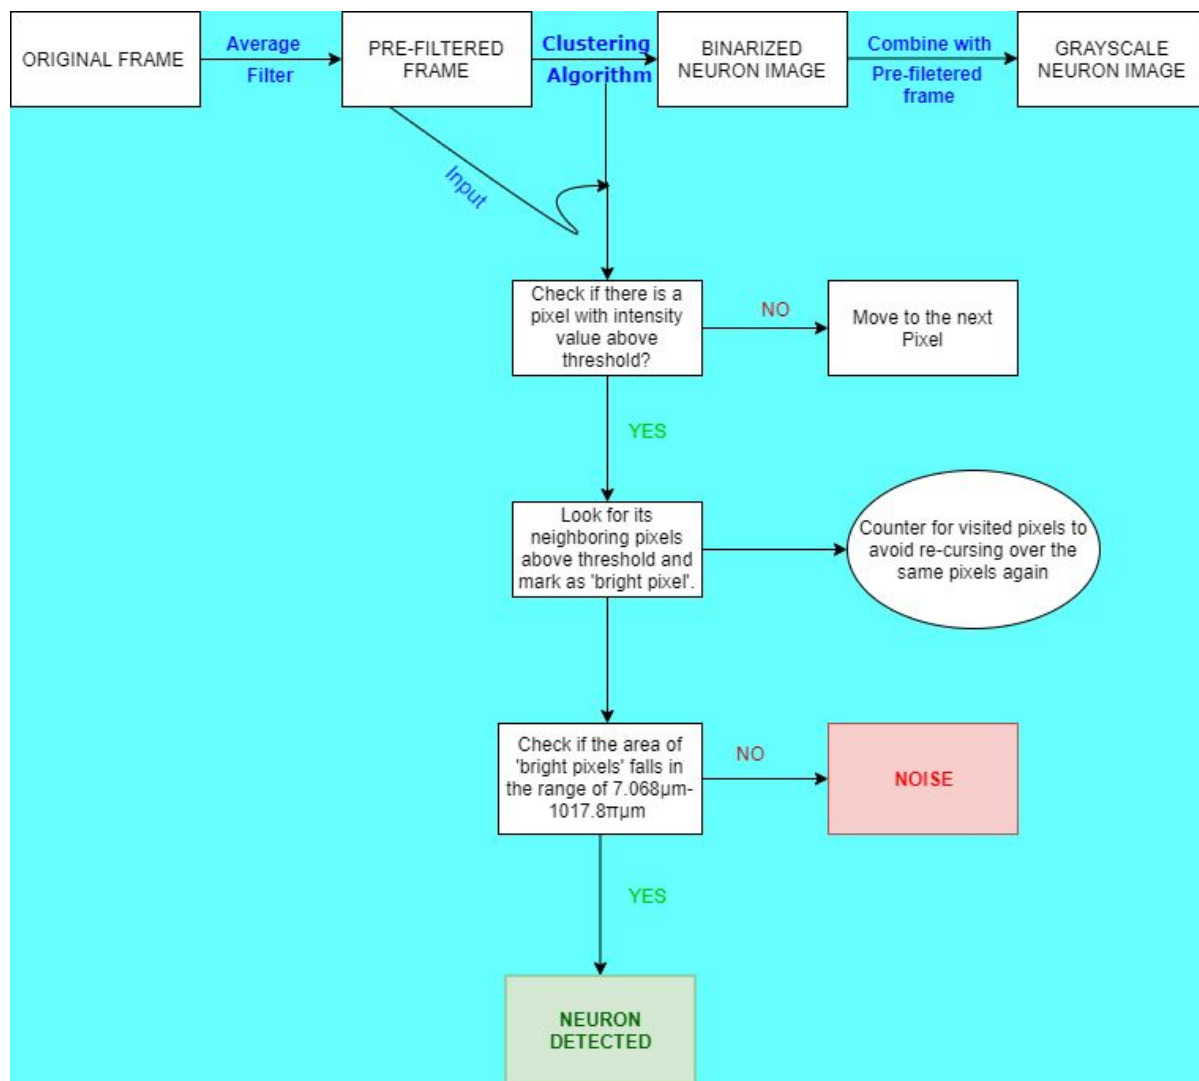 ORIGINAL FRAME
Average
Filter
PRE-FILTERED
FRAME
Clustering
Algorithm
BINARIZED
NEURON IMAGE
Combine with
Pre-filetered
frame
GRAYSCALE
NEURON IMAGE
Input
Check if there is a
pixel with intensity
value above
threshold?
NO
Move to the next
Pixel
YES
Look for its
neighboring pixels
above threshold and
mark as 'bright pixel'.
Counter for visited pixels to
avoid re-cursing over the
same pixels again
Check if the area of
'bright pixels' falls in
the range of 7.068µm-
1017.8πµm
NO
NOISE
YES
NEURON
DETECTED